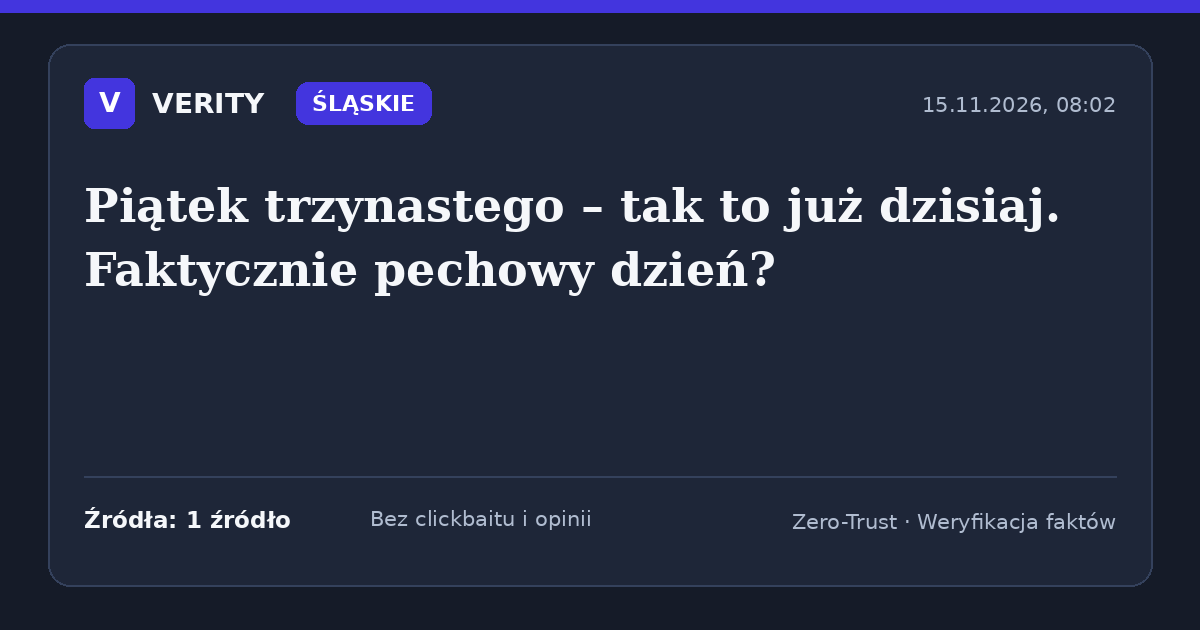 V VERITY ŚLĄSKIE 15.11.2026, 08:02
Piątek trzynastego – tak to już dzisiaj.
Faktycznie pechowy dzień?
Źródła: 1 źródło Bez clickbaitu i opinii Zero-Trust · Weryfikacja faktów